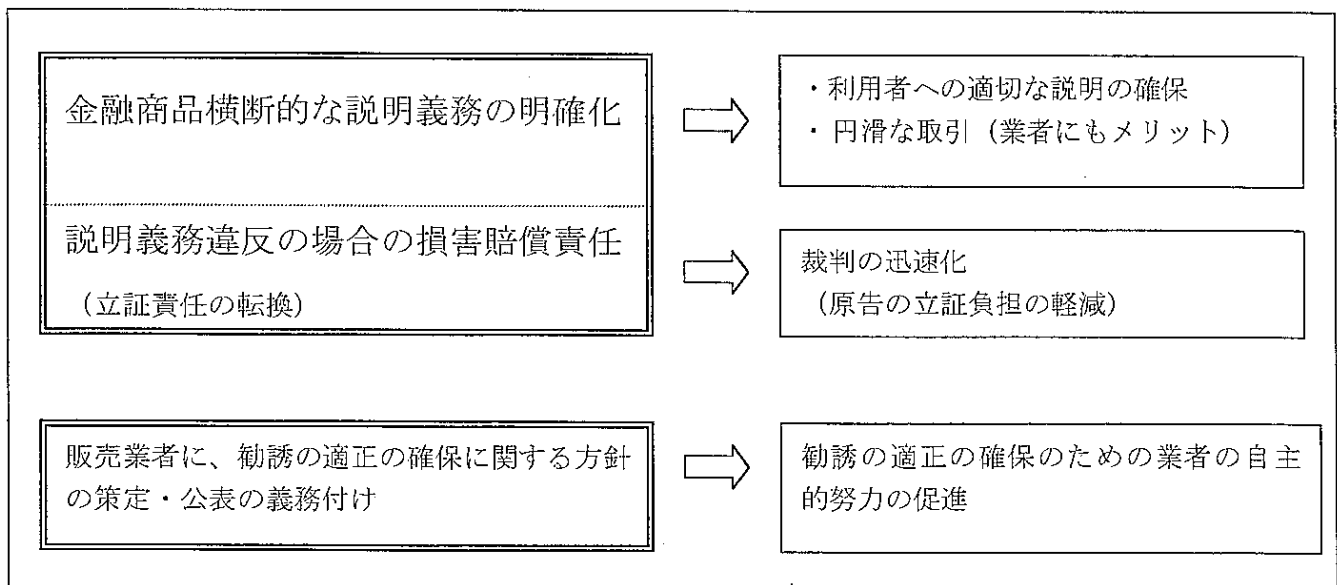 金融商品横断的な説明義務の明確化
・利用者への適切な説明の確保
・円滑な取引（業者にもメリット）
説明義務違反の場合の損害賠償責任
（立証責任の転換）
裁判の迅速化
（原告の立証負担の軽減）
販売業者に、勧誘の適正の確保に関する方針
の策定・公表の義務付け
勧誘の適正の確保のための業者の自主
的努力の促進